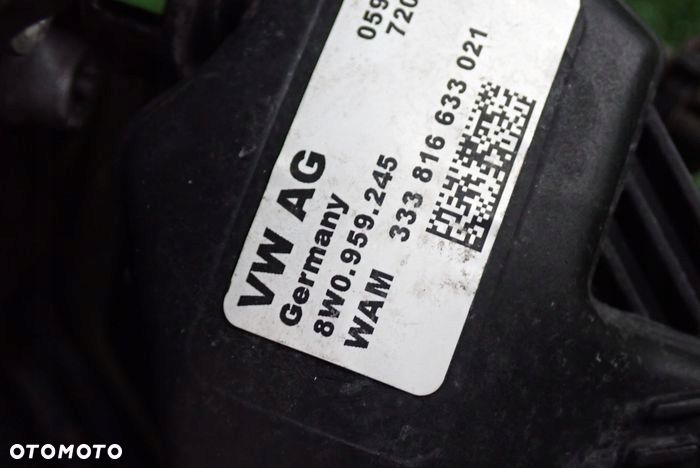 059
720
VW AG
Germany
8W0.959.245
WAM 333 816 633 021
OTOMOTO